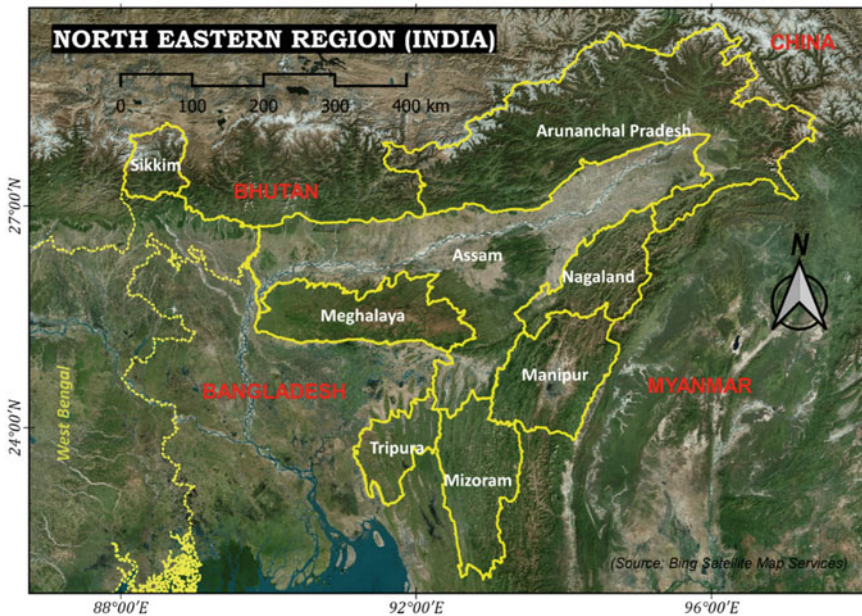 NORTH EASTERN REGION (INDIA)
CHINA
0 100 200 300 400 km
Arunanchal Pradesh
Sikkim
BHUTAN
27°00'N
Assam
N
Nagaland
Meghalaya
Manipur
BANGLADESH
MYANMAR
West Bengal
24°00'N
Tripura
Mizoram
(Source: Bing Satellite Map Services)
88°00'E 92°00'E 96°00'E